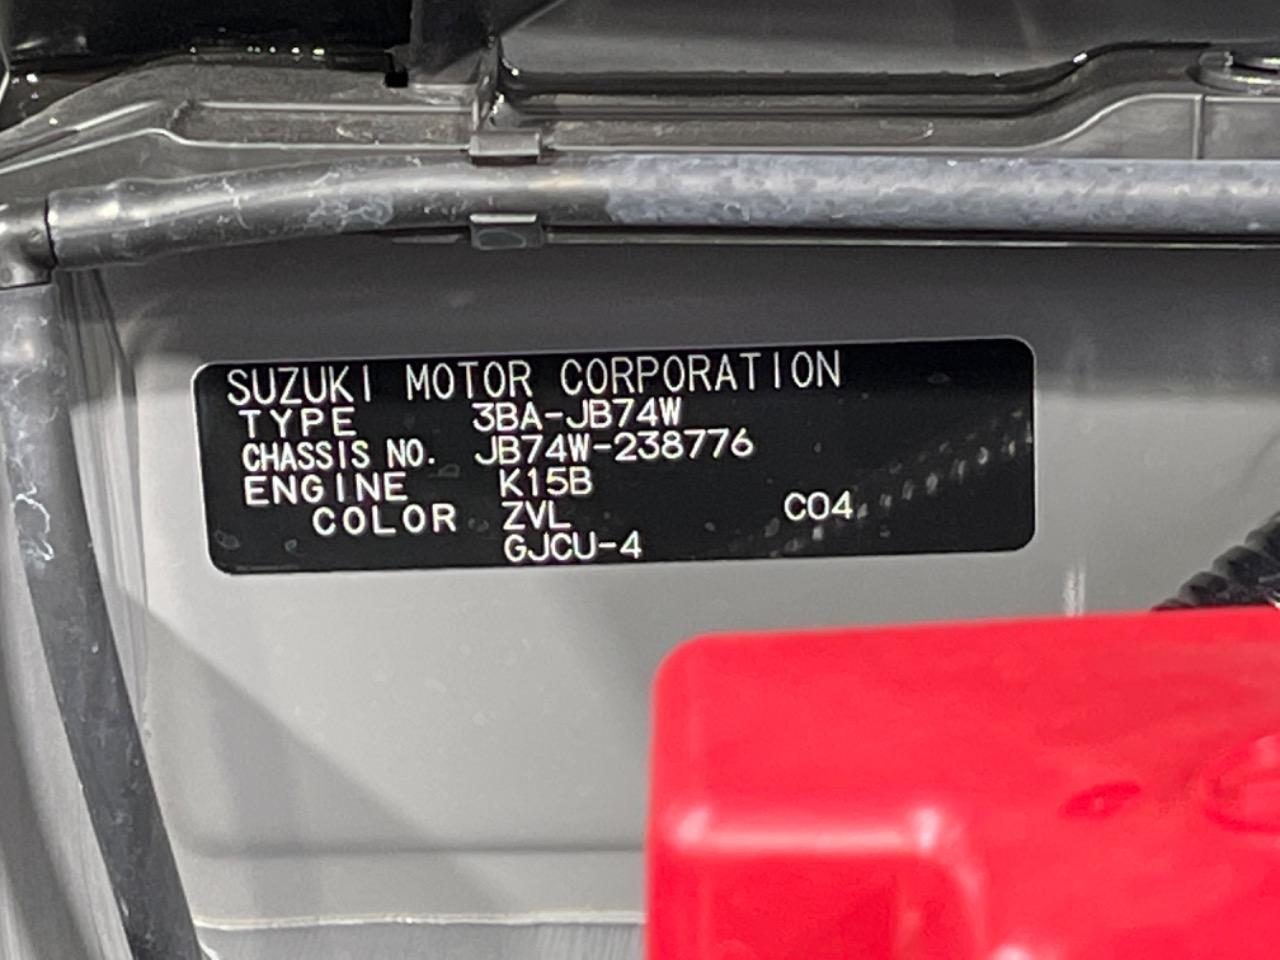 SUZUKI MOTOR CORPORATION
TYPE 3BA-JB74W
CHASSIS NO. JB74W-238776
ENGINE K15B
COLOR ZVL C04
GJCU-4